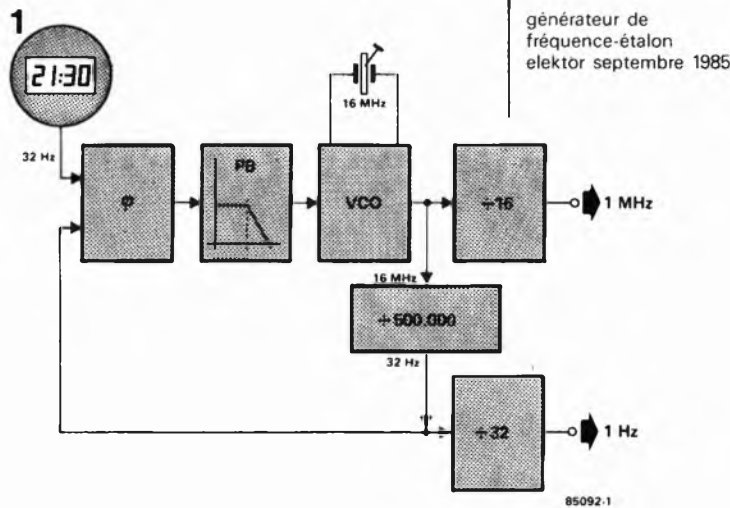 1
générateur de
fréquence-étalon
elektor septembre 1985
21:30
16 MHz
32 Hz
φ
PB
VCO
÷16
1 MHz
16 MHz
÷500.000
32 Hz
÷32
1 Hz
85092-1